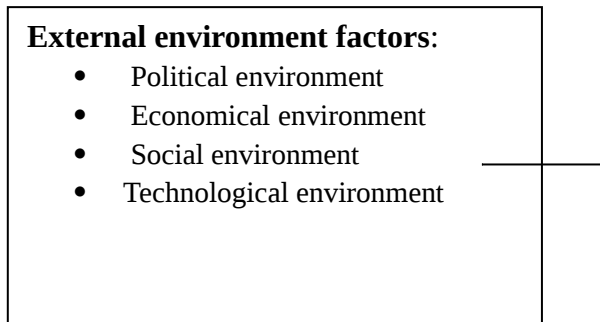 External environment factors:
• Political environment
• Economical environment
• Social environment
• Technological environment